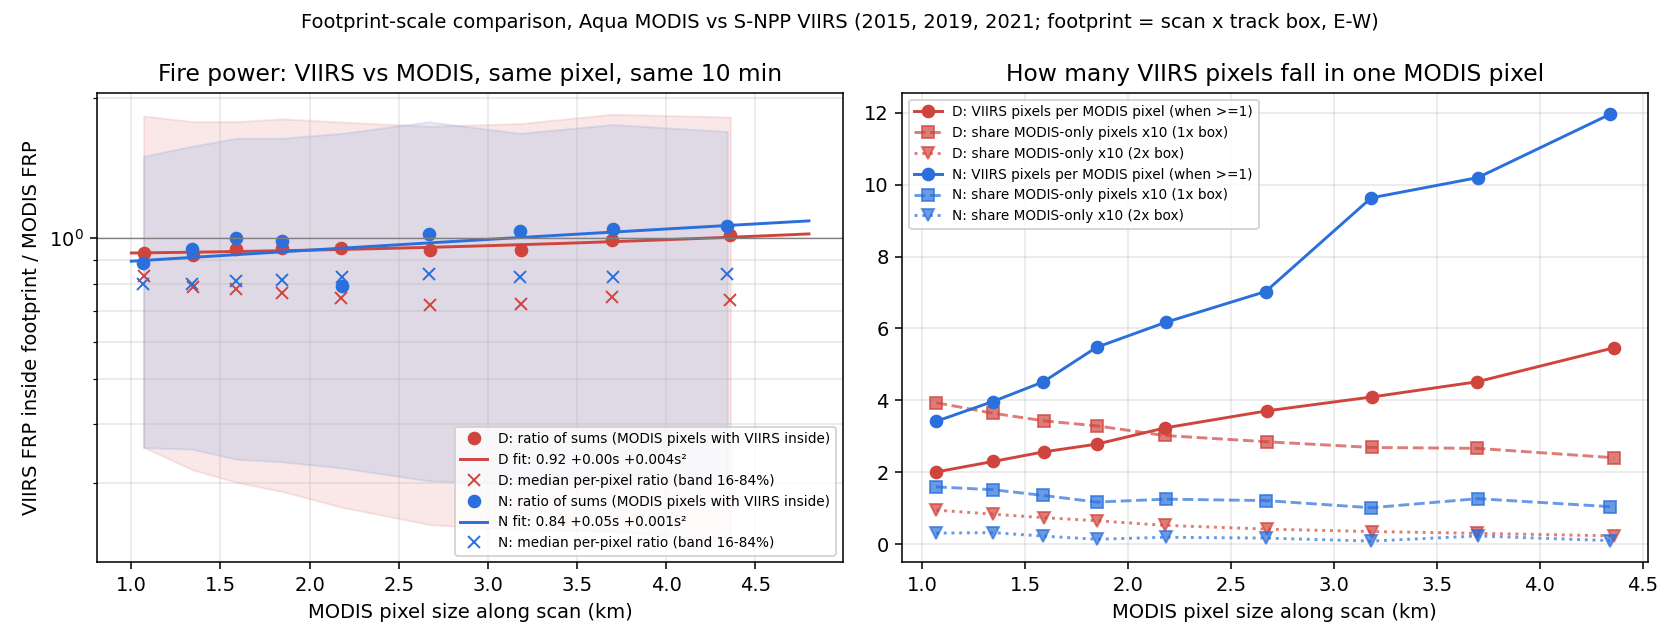 Footprint-scale comparison, Aqua MODIS vs S-NPP VIIRS (2015, 2019, 2021; footprint = scan x track box, E-W)
Fire power: VIIRS vs MODIS, same pixel, same 10 min
VIIRS FRP inside footprint / MODIS FRP
10⁰
D: ratio of sums (MODIS pixels with VIIRS inside)
D fit: 0.92 +0.00s +0.004s²
D: median per-pixel ratio (band 16-84%)
N: ratio of sums (MODIS pixels with VIIRS inside)
N fit: 0.84 +0.05s +0.001s²
N: median per-pixel ratio (band 16-84%)
1.0 1.5 2.0 2.5 3.0 3.5 4.0 4.5
MODIS pixel size along scan (km)
How many VIIRS pixels fall in one MODIS pixel
D: VIIRS pixels per MODIS pixel (when >=1)
D: share MODIS-only pixels x10 (1x box)
D: share MODIS-only x10 (2x box)
N: VIIRS pixels per MODIS pixel (when >=1)
N: share MODIS-only pixels x10 (1x box)
N: share MODIS-only x10 (2x box)
12
10
8
6
4
2
0
1.0 1.5 2.0 2.5 3.0 3.5 4.0 4.5
MODIS pixel size along scan (km)